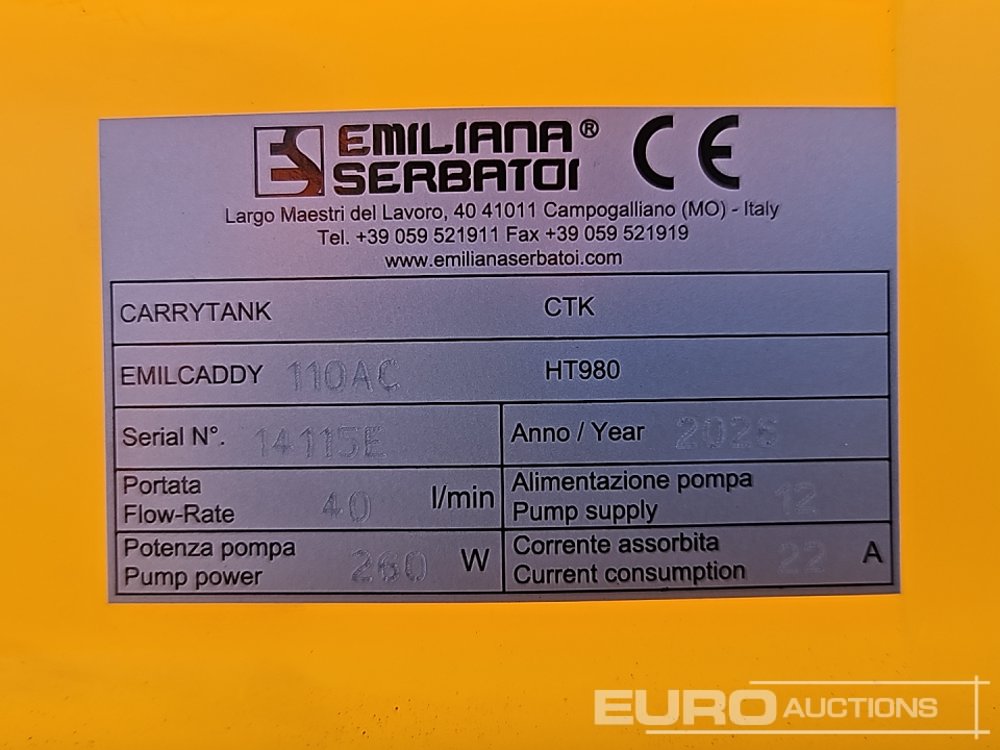 ES EMILIANA® CE
SERBATOI
Largo Maestri del Lavoro, 40 41011 Campogalliano (MO) - Italy
Tel. +39 059 521911 Fax +39 059 521919
www.emilianaserbatoi.com
CARRYTANK CTK
EMILCADDY 110AC HT980
Serial N°. 14115E Anno / Year
Portata
Flow-Rate 40 l/min
Alimentazione pompa
Pump supply 12
Potenza pompa
Pump power 260 W
Corrente assorbita
Current consumption 22 A
EURO AUCTIONS